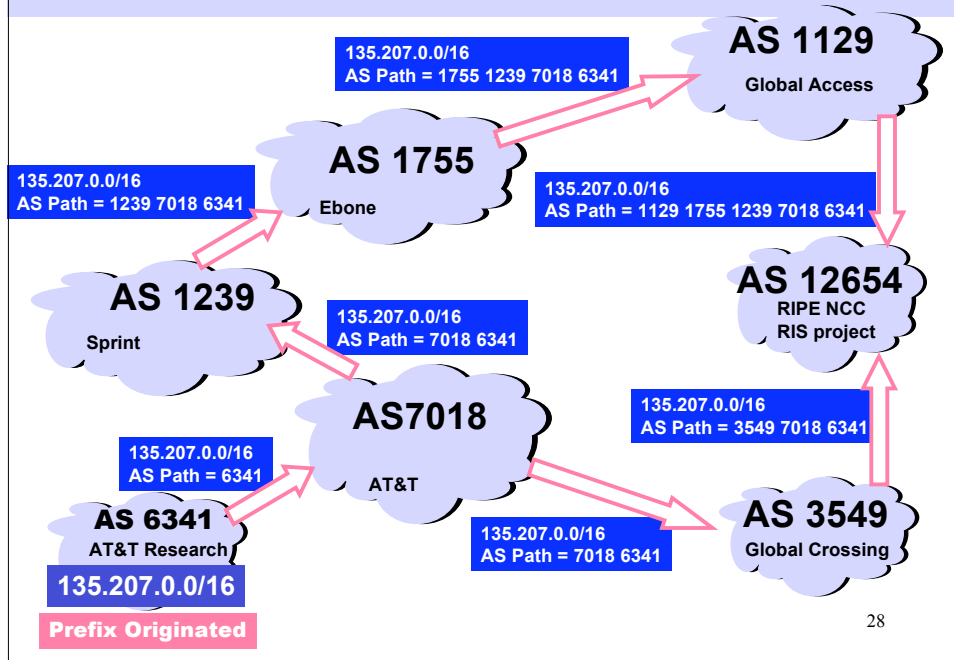 AS 1129
Global Access
135.207.0.0/16
AS Path = 1755 1239 7018 6341
AS 1755
Ebone
135.207.0.0/16
AS Path = 1239 7018 6341
135.207.0.0/16
AS Path = 1129 1755 1239 7018 6341
AS 12654
RIPE NCC
RIS project
AS 1239
Sprint
135.207.0.0/16
AS Path = 7018 6341
AS7018
AT&T
135.207.0.0/16
AS Path = 3549 7018 6341
135.207.0.0/16
AS Path = 6341
AS 6341
AT&T Research
135.207.0.0/16
Prefix Originated
135.207.0.0/16
AS Path = 7018 6341
AS 3549
Global Crossing
28